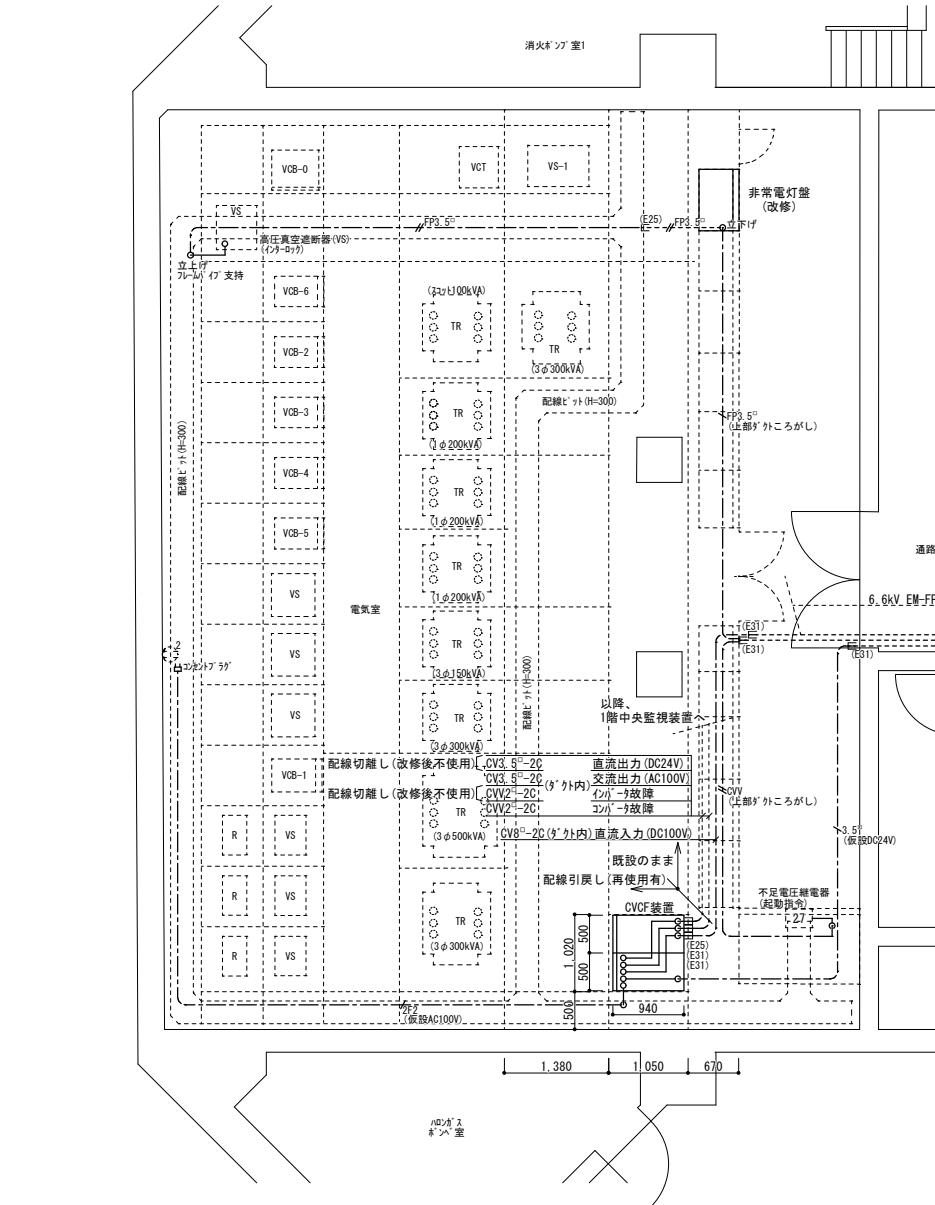 消火ポンプ室1
VCB-0
VCT
VS-1
非常電灯盤
(改修)
VS
FP3.5□
(E25)
FP3.5□
立下げ
高圧真空遮断器(VS)
(インターロック)
立上げ
フレームパイプ支持
VCB-6
(スコット100kVA)
TR
TR
(3φ300kVA)
VCB-2
配線ピット(H=300)
VCB-3
TR
(1φ200kVA)
FP3.5□
(上部ダクトころがし)
配線ピット(H=300)
VCB-4
TR
(1φ200kVA)
VCB-5
通路
TR
(1φ200kVA)
VS
電気室
6.6kV EM-FP
(E31)
(E31)
(E31)
2
コンセントプラグ
VS
TR
(3φ150kVA)
配線ピット(H=300)
VS
TR
(3φ300kVA)
以降、
1階中央監視装置へ
VCB-1
配線切離し(改修後不使用)
CV3.5□-2C
直流出力(DC24V)
CV3.5□-2C
(ダクト内)
交流出力(AC100V)
配線切離し(改修後不使用)
CVV2□-2C
インバータ故障
CVV2□-2C
コンバータ故障
CVV
(上部ダクトころがし)
TR
(3φ500kVA)
CV8□-2C(ダクト内)直流入力(DC100V)
R
VS
3.5□
(仮設DC24V)
既設のまま
配線引戻し(再使用有)
R
VS
不足電圧継電器
(起動指令)
27
CVCF装置
TR
(3φ300kVA)
R
VS
500
1,020
500
500
(E25)
(E31)
(E31)
940
2F2
(仮設AC100V)
1,380
1,050
670
ハロンガス
ボンベ室